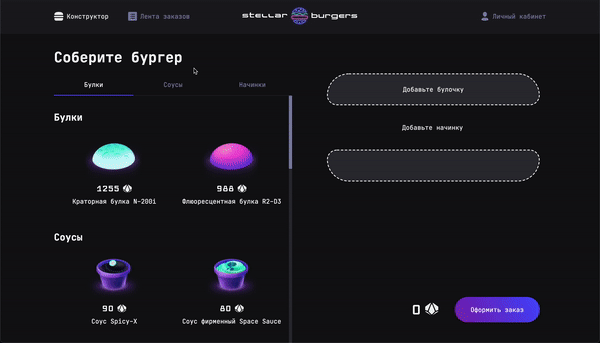 Конструктор
Лента заказов
stellar burgers
Личный кабинет
Соберите бургер
Булки
Соусы
Начинки
Булки
1255
988
Краторная булка N-200i
Флюоресцентная булка R2-D3
Соусы
90
80
Соус Spicy-X
Соус фирменный Space Sauce
Добавьте булочку
Добавьте начинку
0
Оформить заказ